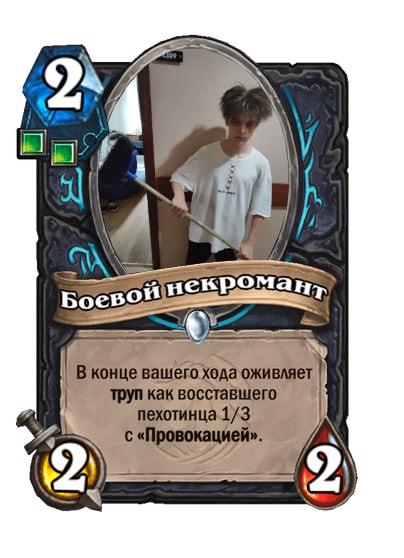 2
Боевой некромант
В конце вашего хода оживляет
труп как восставшего
пехотинца 1/3
с «Провокацией».
2
2